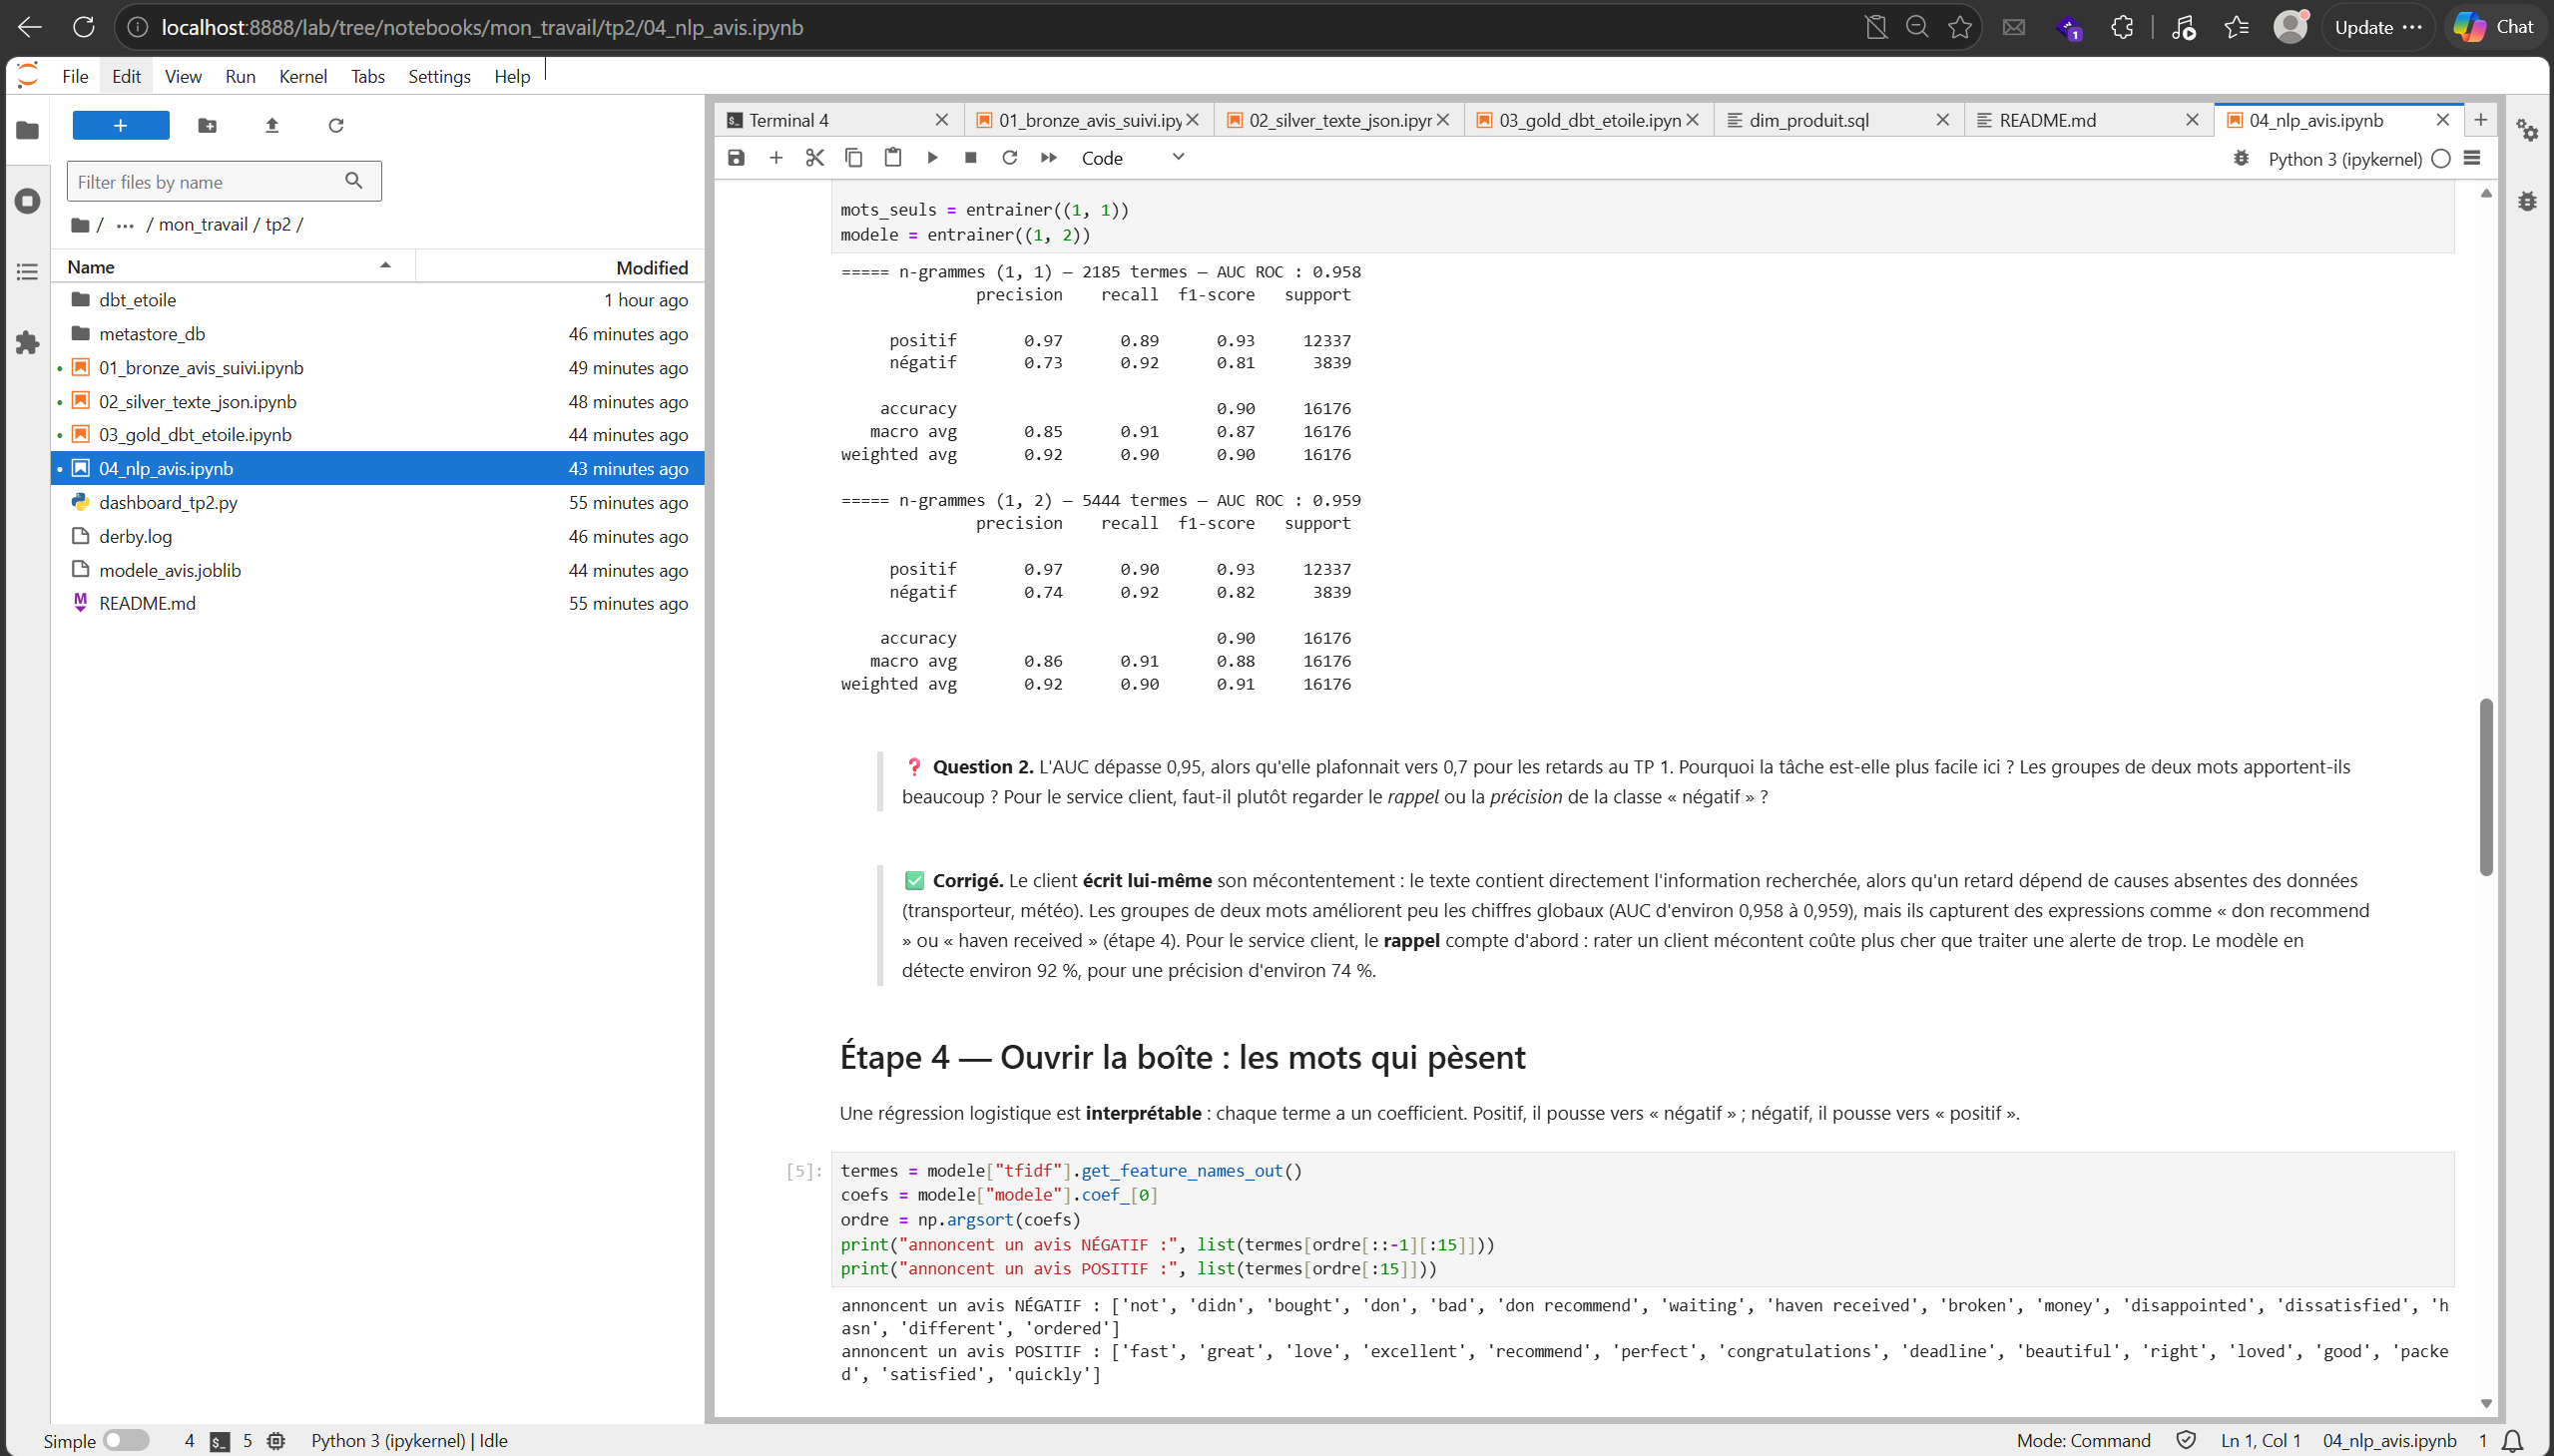 localhost:8888/lab/tree/notebooks/mon_travail/tp2/04_nlp_avis.ipynb
1
Update
Chat
File Edit View Run Kernel Tabs Settings Help
+
Filter files by name
/ ··· / mon_travail / tp2 /
Name Modified
dbt_etoile 1 hour ago
metastore_db 46 minutes ago
01_bronze_avis_suivi.ipynb 49 minutes ago
02_silver_texte_json.ipynb 48 minutes ago
03_gold_dbt_etoile.ipynb 44 minutes ago
04_nlp_avis.ipynb 43 minutes ago
dashboard_tp2.py 55 minutes ago
derby.log 46 minutes ago
modele_avis.joblib 44 minutes ago
README.md 55 minutes ago
Terminal 4 01_bronze_avis_suivi.ipy 02_silver_texte_json.ipyr 03_gold_dbt_etoile.ipyn dim_produit.sql README.md 04_nlp_avis.ipynb
Code Python 3 (ipykernel)
mots_seuls = entrainer((1, 1))
modele = entrainer((1, 2))
===== n-grammes (1, 1) — 2185 termes — AUC ROC : 0.958
precision recall f1-score support
positif 0.97 0.89 0.93 12337
négatif 0.73 0.92 0.81 3839
accuracy 0.90 16176
macro avg 0.85 0.91 0.87 16176
weighted avg 0.92 0.90 0.90 16176
===== n-grammes (1, 2) — 5444 termes — AUC ROC : 0.959
precision recall f1-score support
positif 0.97 0.90 0.93 12337
négatif 0.74 0.92 0.82 3839
accuracy 0.90 16176
macro avg 0.86 0.91 0.88 16176
weighted avg 0.92 0.90 0.91 16176
❓ Question 2. L'AUC dépasse 0,95, alors qu'elle plafonnait vers 0,7 pour les retards au TP 1. Pourquoi la tâche est-elle plus facile ici ? Les groupes de deux mots apportent-ils
beaucoup ? Pour le service client, faut-il plutôt regarder le rappel ou la précision de la classe « négatif » ?
✅ Corrigé. Le client écrit lui-même son mécontentement : le texte contient directement l'information recherchée, alors qu'un retard dépend de causes absentes des données
(transporteur, météo). Les groupes de deux mots améliorent peu les chiffres globaux (AUC d'environ 0,958 à 0,959), mais ils capturent des expressions comme « don recommend
» ou « haven received » (étape 4). Pour le service client, le rappel compte d'abord : rater un client mécontent coûte plus cher que traiter une alerte de trop. Le modèle en
détecte environ 92 %, pour une précision d'environ 74 %.
Étape 4 — Ouvrir la boîte : les mots qui pèsent
Une régression logistique est interprétable : chaque terme a un coefficient. Positif, il pousse vers « négatif » ; négatif, il pousse vers « positif ».
[5]: termes = modele["tfidf"].get_feature_names_out()
coefs = modele["modele"].coef_[0]
ordre = np.argsort(coefs)
print("annoncent un avis NÉGATIF :", list(termes[ordre[::-1][:15]]))
print("annoncent un avis POSITIF :", list(termes[ordre[:15]]))
annoncent un avis NÉGATIF : ['not', 'didn', 'bought', 'don', 'bad', 'don recommend', 'waiting', 'haven received', 'broken', 'money', 'disappointed', 'dissatisfied', 'h
asn', 'different', 'ordered']
annoncent un avis POSITIF : ['fast', 'great', 'love', 'excellent', 'recommend', 'perfect', 'congratulations', 'deadline', 'beautiful', 'right', 'loved', 'good', 'packe
d', 'satisfied', 'quickly']
Simple 4 5 Python 3 (ipykernel) | Idle Mode: Command Ln 1, Col 1 04_nlp_avis.ipynb 1